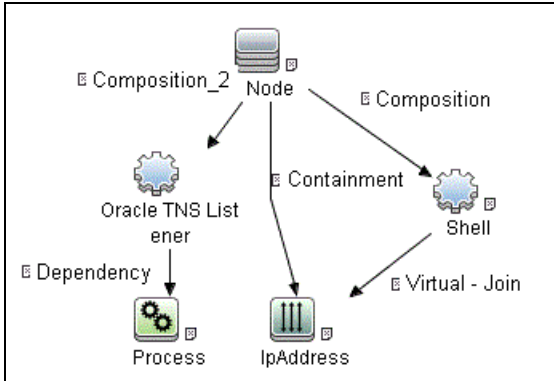 Composition_2
Node
Composition
Containment
Oracle TNS List
ener
Shell
Dependency
Virtual - Join
Process
IpAddress